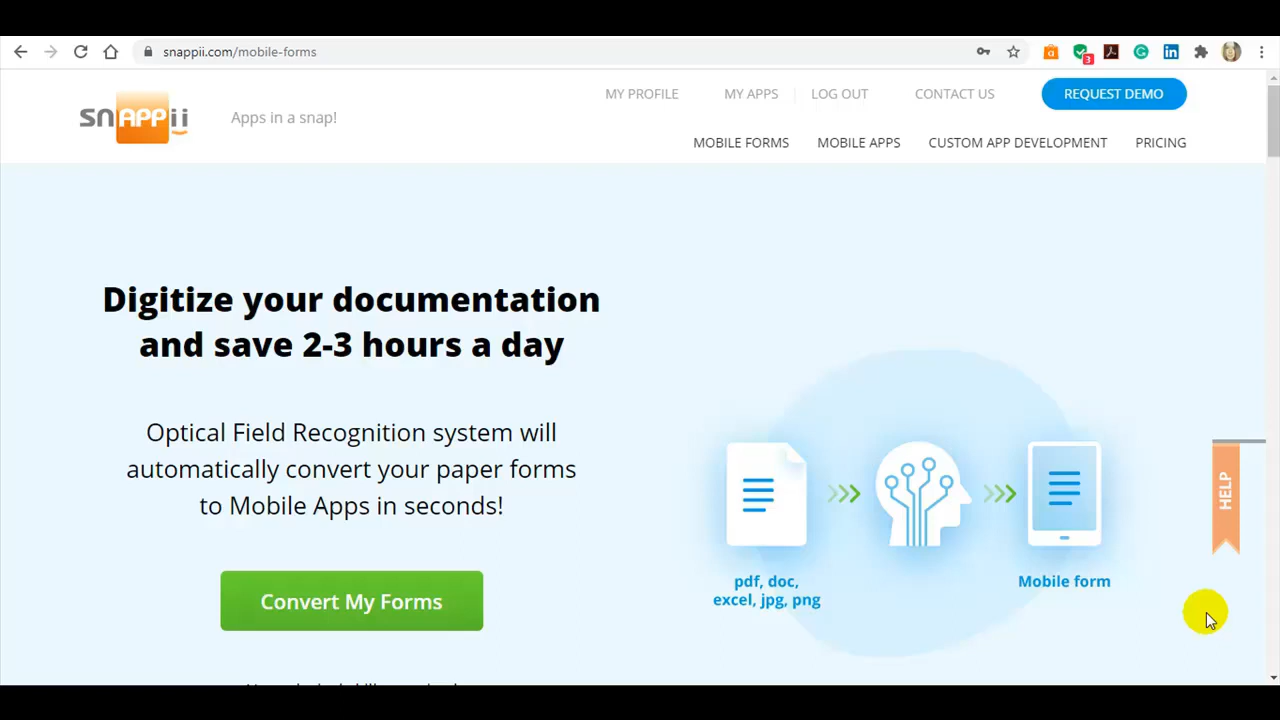 snappii.com/mobile-forms
3
snappii
Apps in a snap!
MY PROFILE
MY APPS
LOG OUT
CONTACT US
REQUEST DEMO
MOBILE FORMS
MOBILE APPS
CUSTOM APP DEVELOPMENT
PRICING
Digitize your documentation
and save 2-3 hours a day
Optical Field Recognition system will
automatically convert your paper forms
to Mobile Apps in seconds!
Convert My Forms
pdf, doc,
excel, jpg, png
Mobile form
HELP